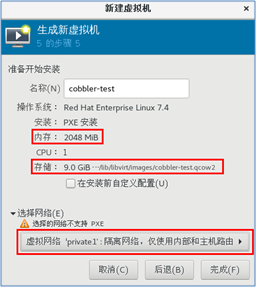 新建虚拟机
生成新虚拟机
5 的步骤 5
准备开始安装
名称(N) cobbler-test
操作系统： Red Hat Enterprise Linux 7.4
安装： PXE 安装
内存： 2048 MiB
CPU： 1
存储： 9.0 GiB ···/lib/libvirt/images/cobbler-test.qcow2
在安装前自定义配置(U)
选择网络(E)
选择的网络不支持 PXE
虚拟网络 'private1'：隔离网络，仅使用内部和主机路由
取消(C) 后退(B) 完成(F)